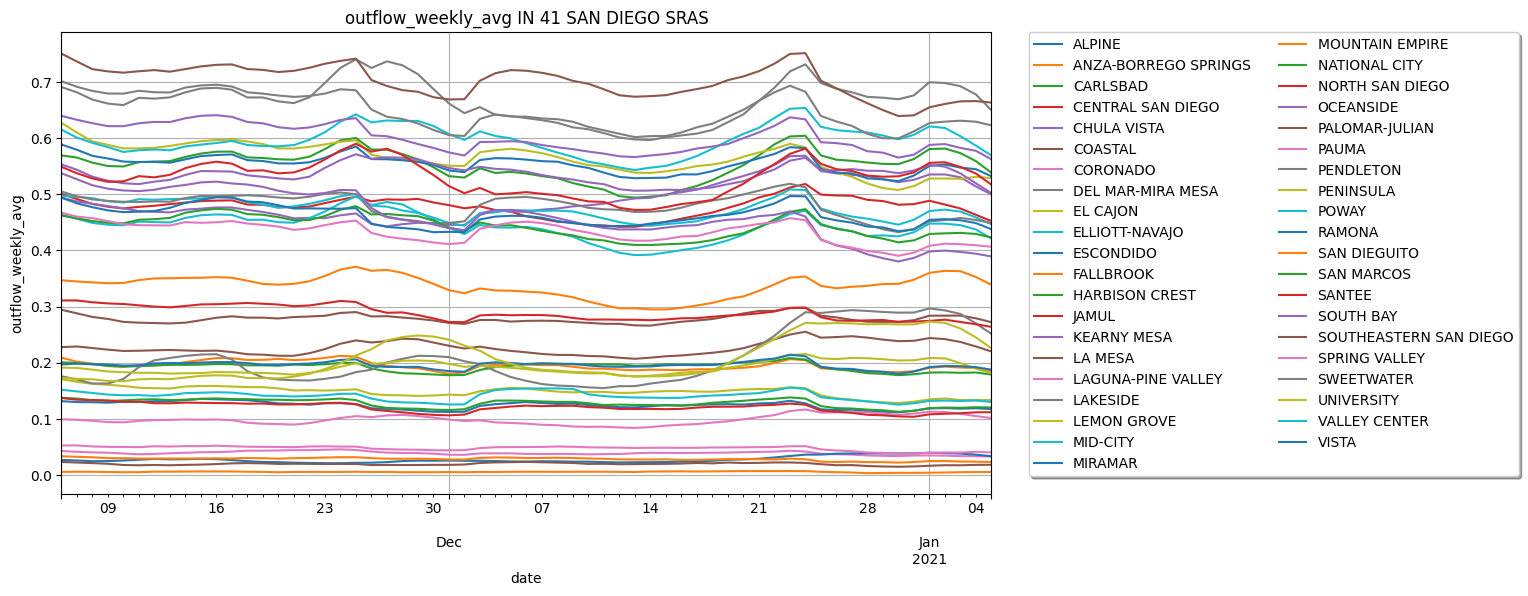 outflow_weekly_avg IN 41 SAN DIEGO SRAS
outflow_weekly_avg
0.7
0.6
0.5
0.4
0.3
0.2
0.1
0.0
09 16 23 30 07 14 21 28 04
Dec Jan
2021
date
ALPINE
ANZA-BORREGO SPRINGS
CARLSBAD
CENTRAL SAN DIEGO
CHULA VISTA
COASTAL
CORONADO
DEL MAR-MIRA MESA
EL CAJON
ELLIOTT-NAVAJO
ESCONDIDO
FALLBROOK
HARBISON CREST
JAMUL
KEARNY MESA
LA MESA
LAGUNA-PINE VALLEY
LAKESIDE
LEMON GROVE
MID-CITY
MIRAMAR
MOUNTAIN EMPIRE
NATIONAL CITY
NORTH SAN DIEGO
OCEANSIDE
PALOMAR-JULIAN
PAUMA
PENDLETON
PENINSULA
POWAY
RAMONA
SAN DIEGUITO
SAN MARCOS
SANTEE
SOUTH BAY
SOUTHEASTERN SAN DIEGO
SPRING VALLEY
SWEETWATER
UNIVERSITY
VALLEY CENTER
VISTA